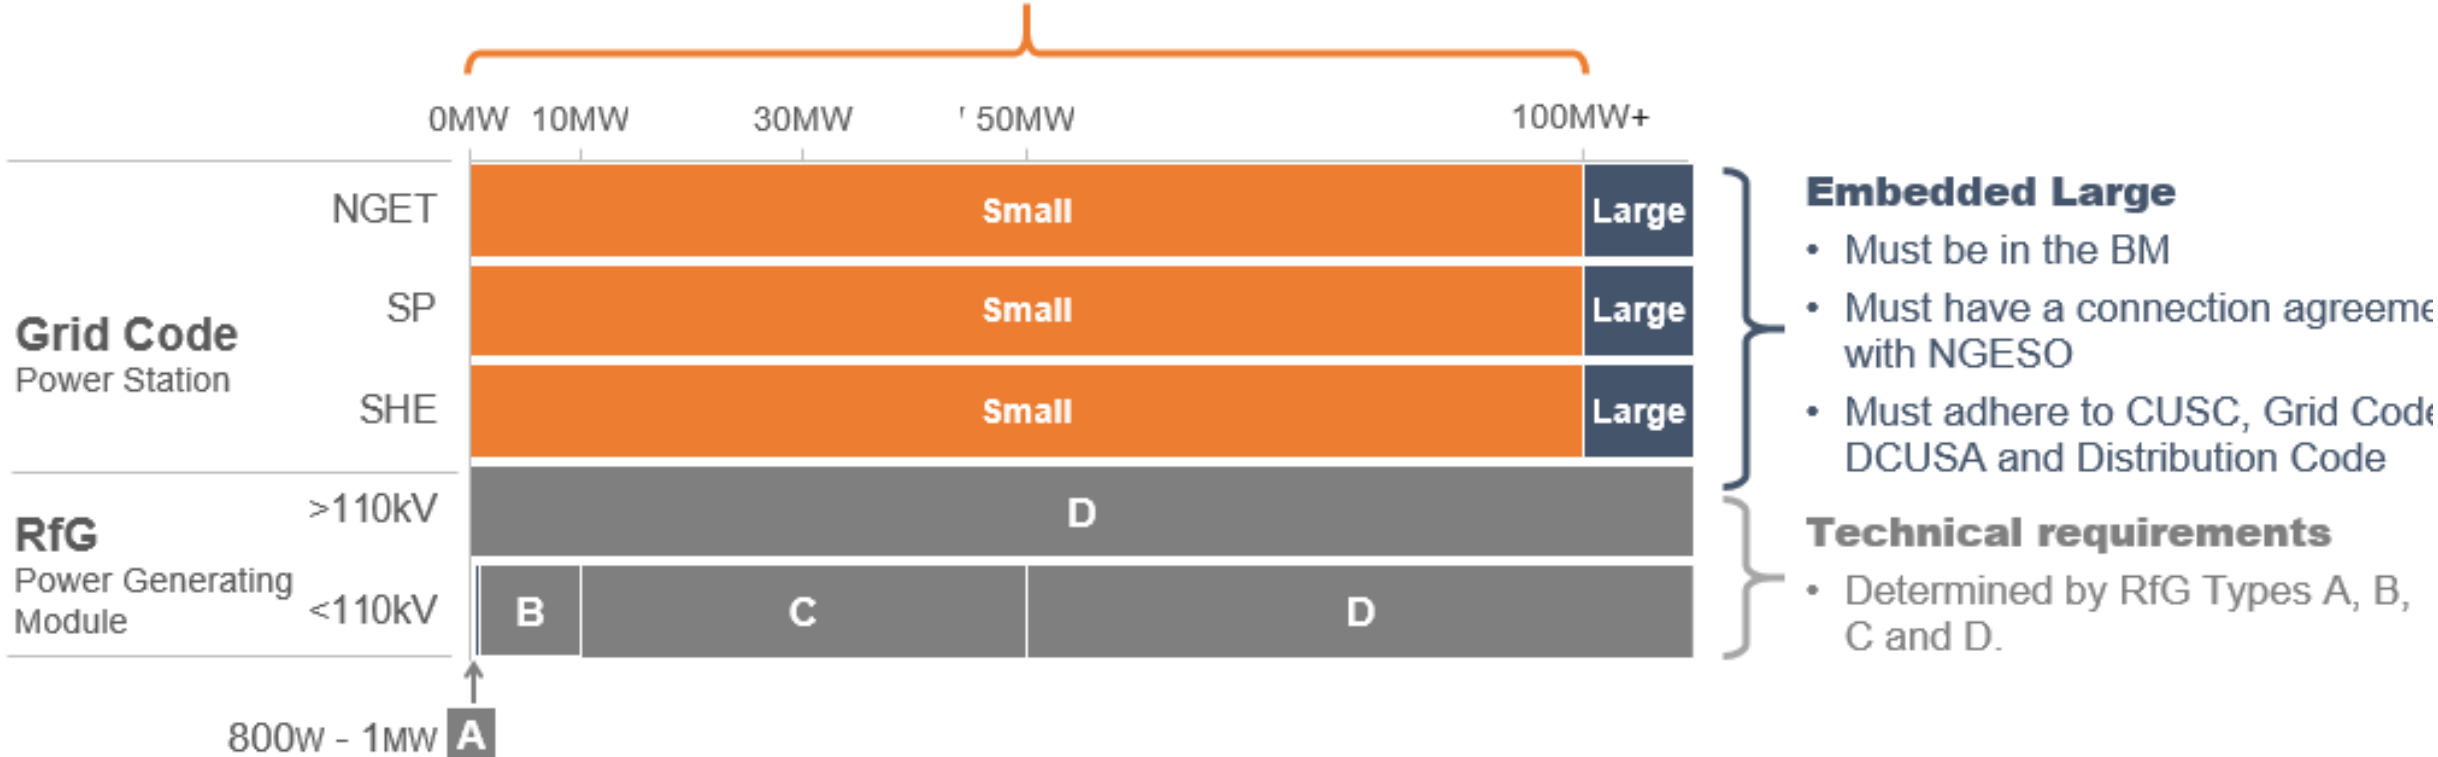 0MW 10MW 30MW 50MW 100MW+
NGET Small Large
SP Small Large
SHE Small Large
Grid Code
Power Station
>110kV D
RfG
Power Generating
Module
<110kV B C D
800W - 1MW A
Embedded Large
• Must be in the BM
• Must have a connection agreeme
with NGESO
• Must adhere to CUSC, Grid Code
DCUSA and Distribution Code
Technical requirements
• Determined by RfG Types A, B,
C and D.